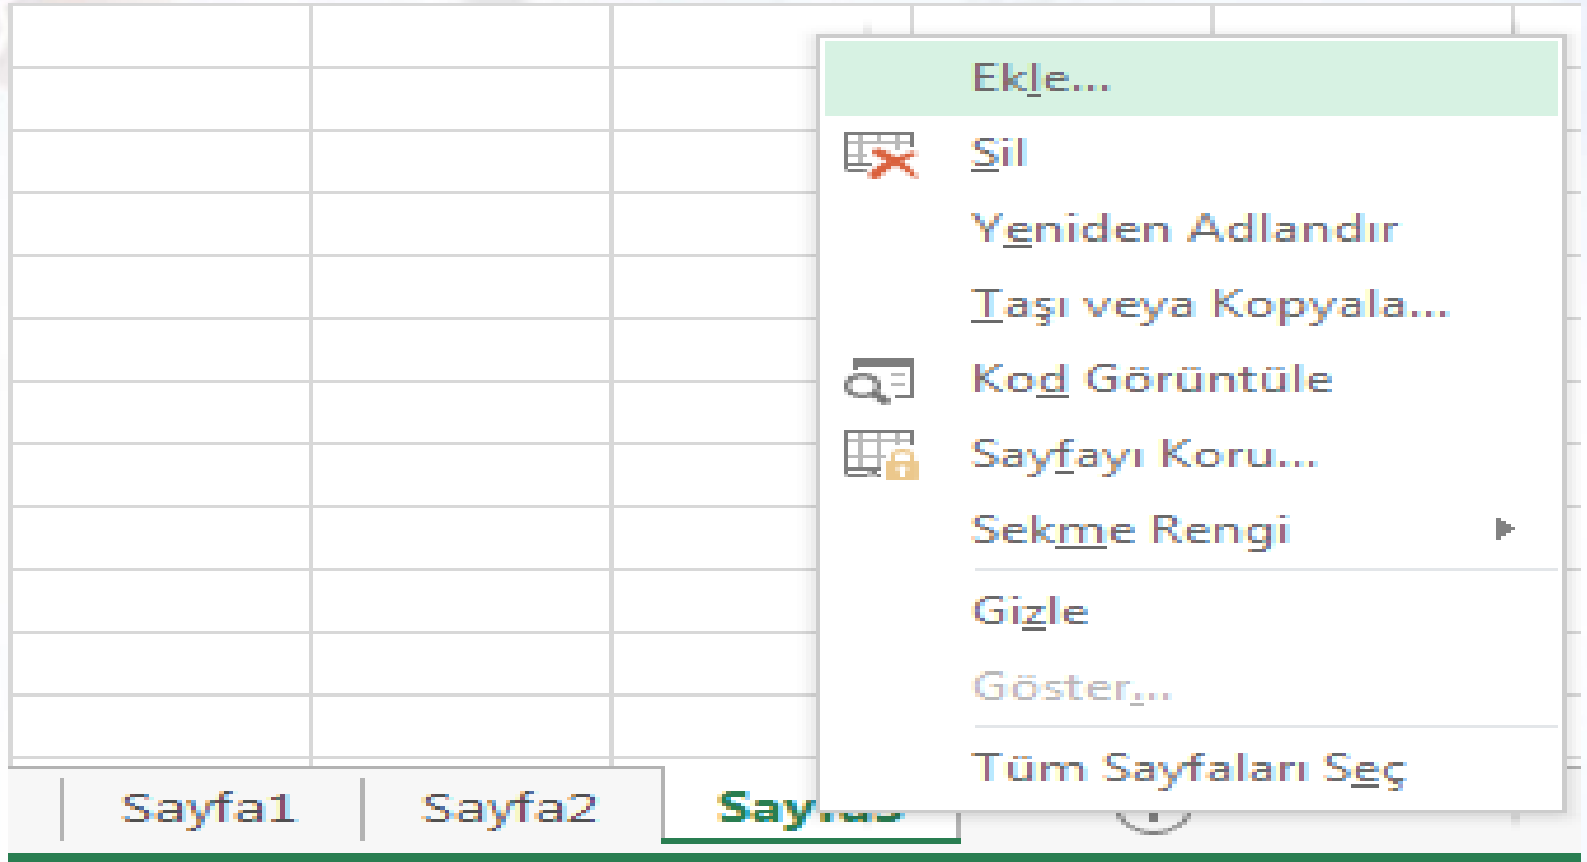 Ekle...
Sil
Yeniden Adlandır
Taşı veya Kopyala...
Kod Görüntüle
Sayfayı Koru...
Sekme Rengi
Gizle
Göster...
Tüm Sayfaları Seç
Sayfa1 Sayfa2